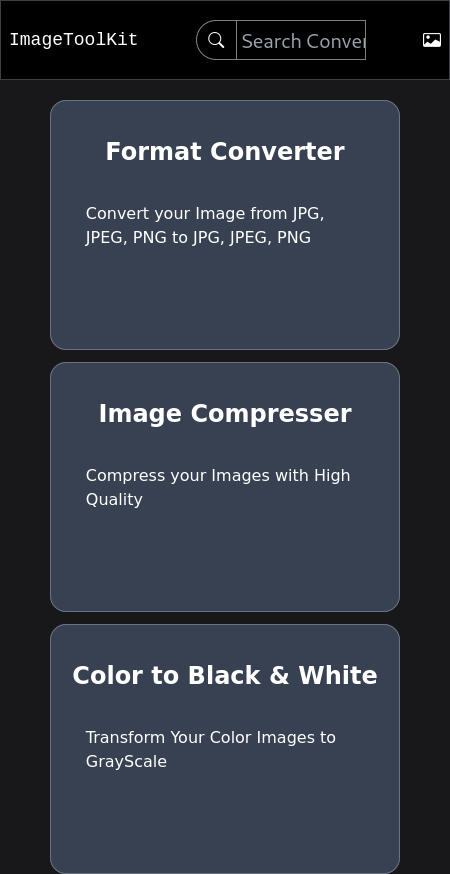 ImageToolKit
Search Conver
Format Converter
Convert your Image from JPG,
JPEG, PNG to JPG, JPEG, PNG
Image Compresser
Compress your Images with High
Quality
Color to Black & White
Transform Your Color Images to
GrayScale